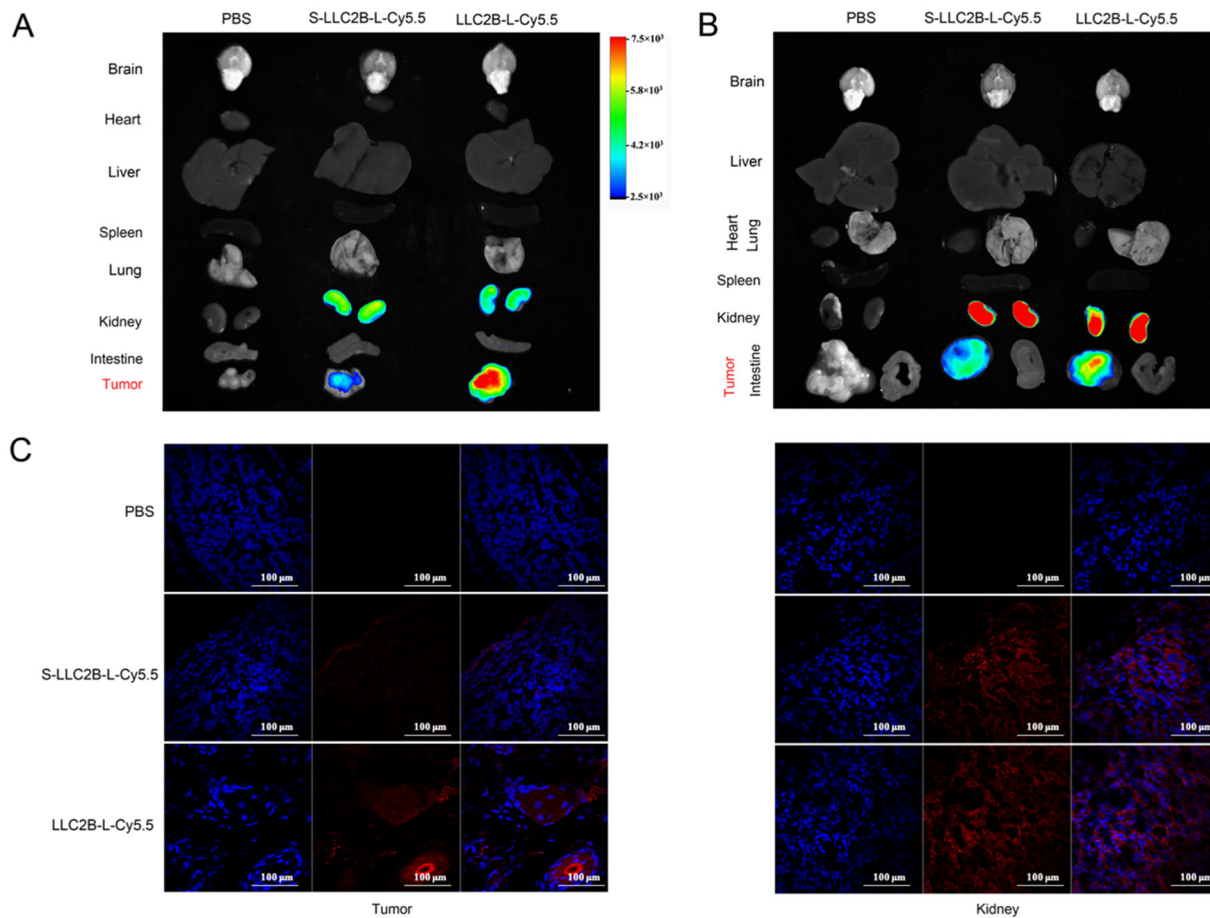 A
PBS
S-LLC2B-L-Cy5.5
LLC2B-L-Cy5.5
Brain
Heart
Liver
Spleen
Lung
Kidney
Intestine
Tumor
7.5×10³
5.8×10³
4.2×10³
2.5×10³
B
PBS
S-LLC2B-L-Cy5.5
LLC2B-L-Cy5.5
Brain
Liver
Heart
Lung
Spleen
Kidney
Tumor
Intestine
C
PBS
100 µm
100 µm
100 µm
100 µm
100 µm
100 µm
S-LLC2B-L-Cy5.5
100 µm
100 µm
100 µm
100 µm
100 µm
100 µm
LLC2B-L-Cy5.5
100 µm
100 µm
100 µm
100 µm
100 µm
100 µm
Tumor
Kidney